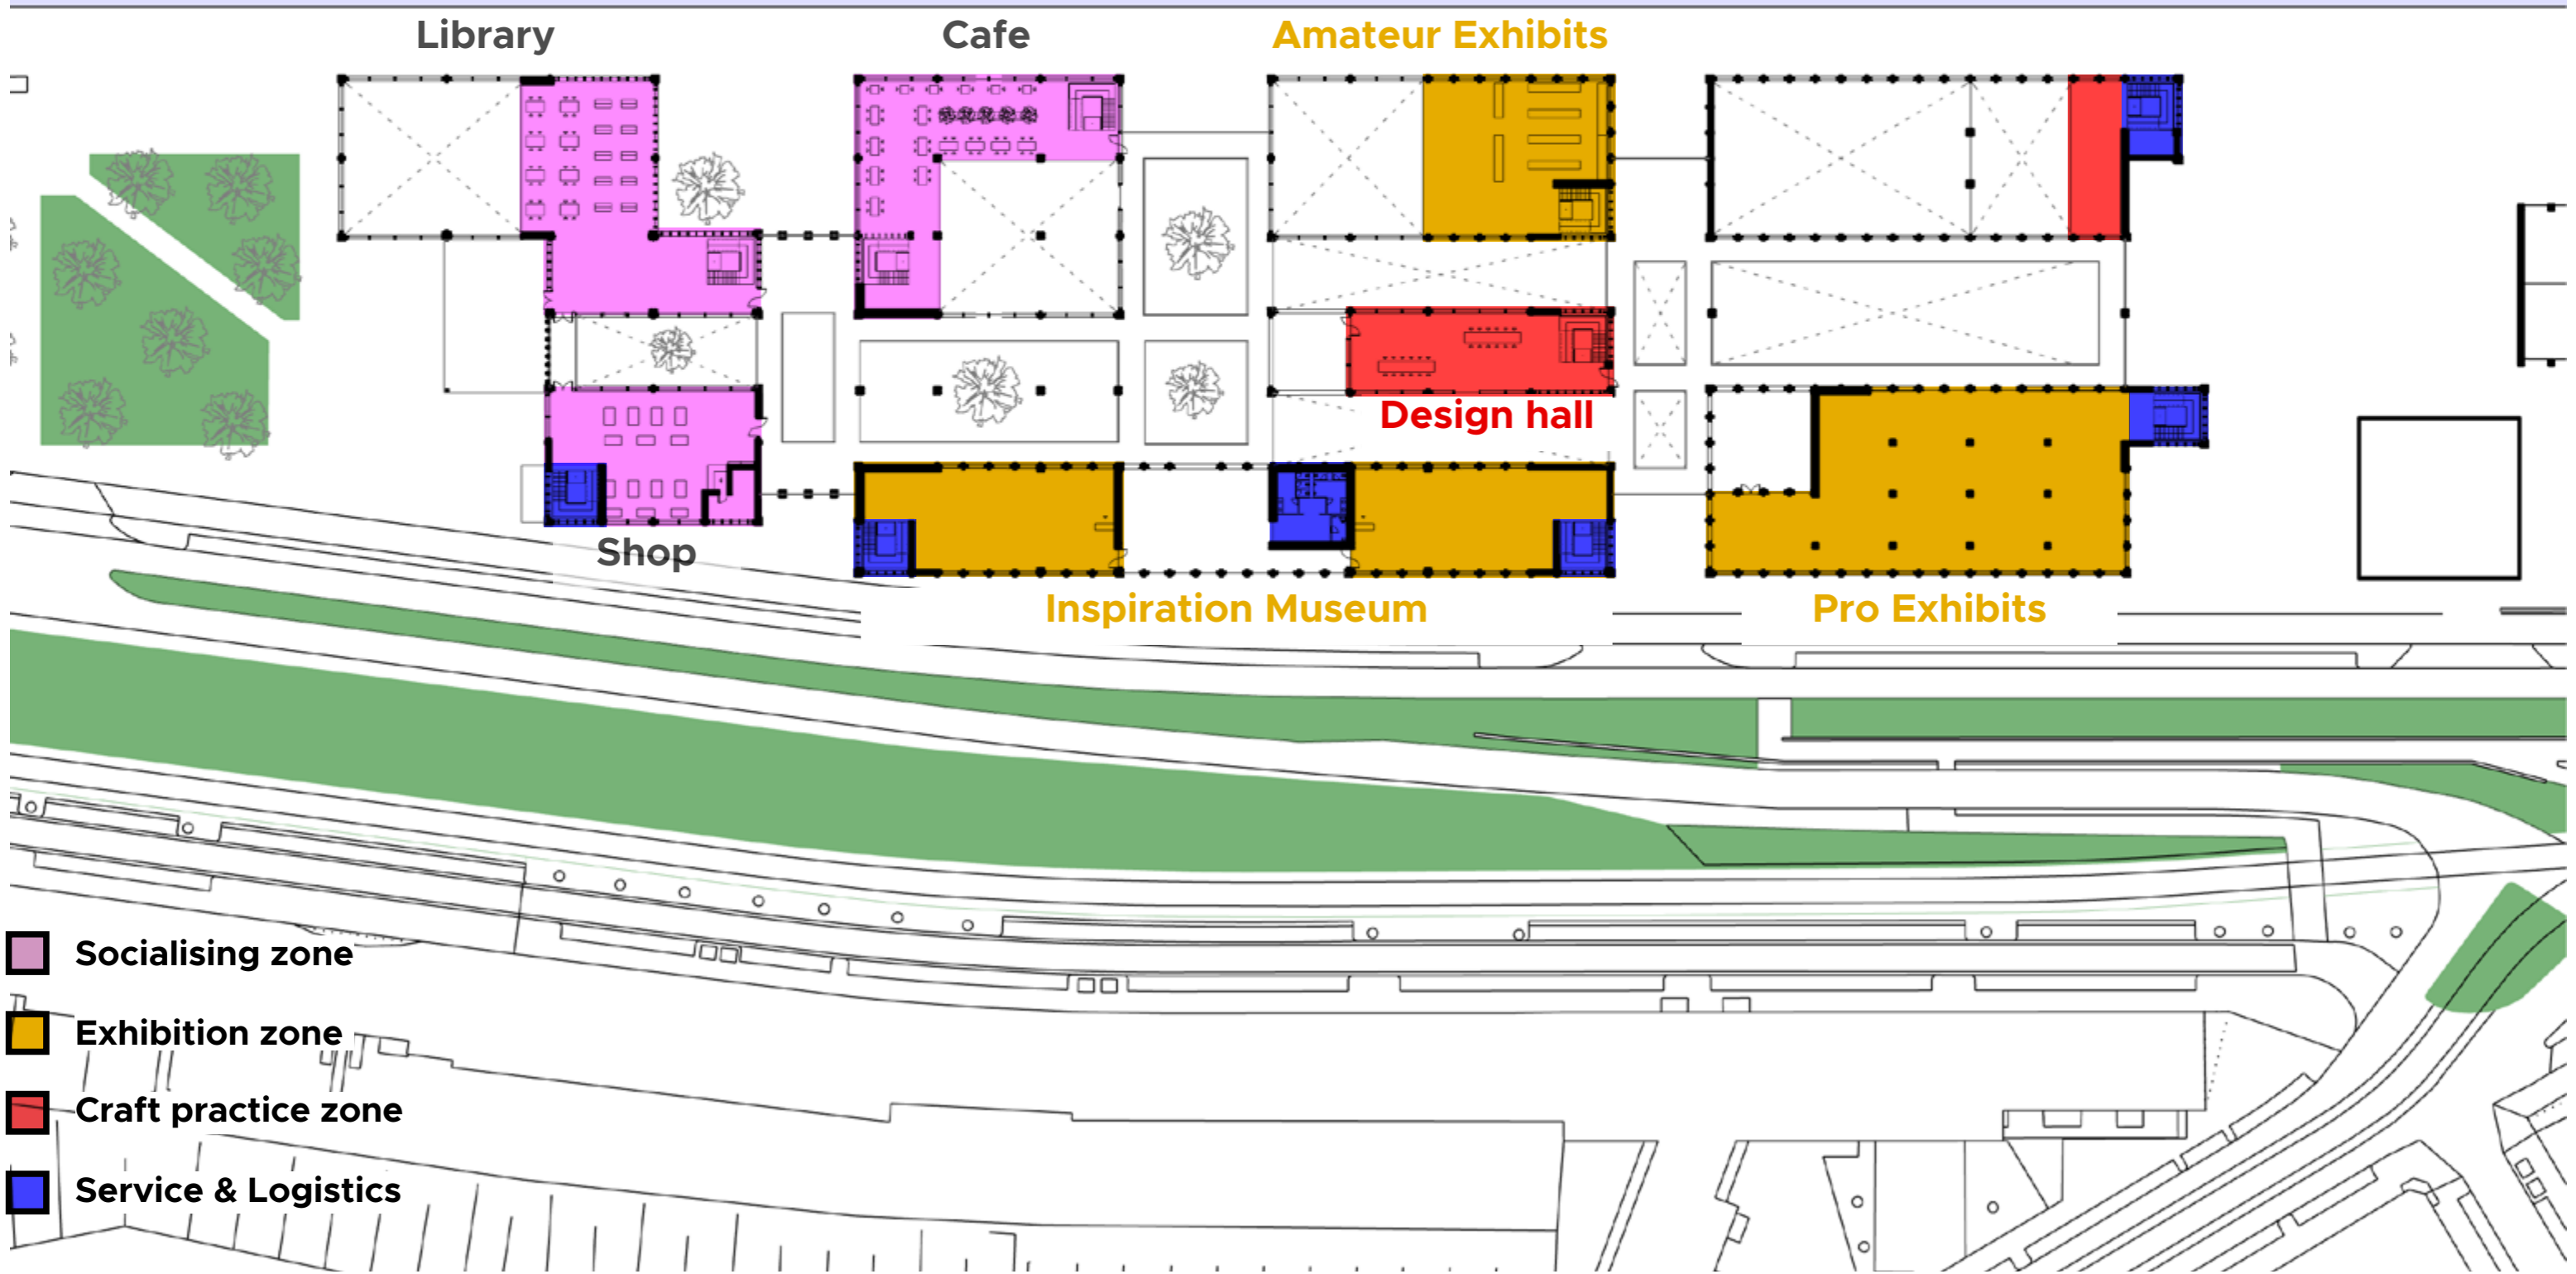 Library
Cafe
Amateur Exhibits
Design hall
Shop
Inspiration Museum
Pro Exhibits
Socialising zone
Exhibition zone
Craft practice zone
Service & Logistics